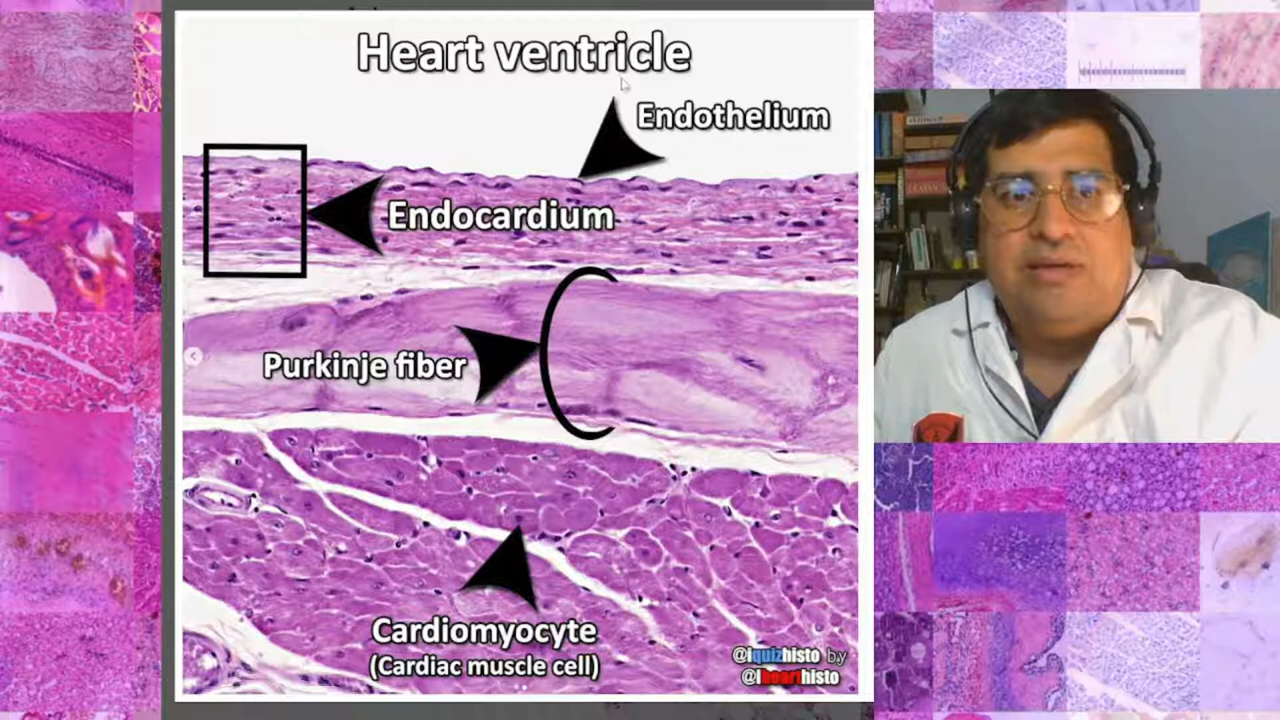 Heart ventricle
Endothelium
Endocardium
Purkinje fiber
Cardiomyocyte
(Cardiac muscle cell)
@iquizhisto by
@ihearthisto